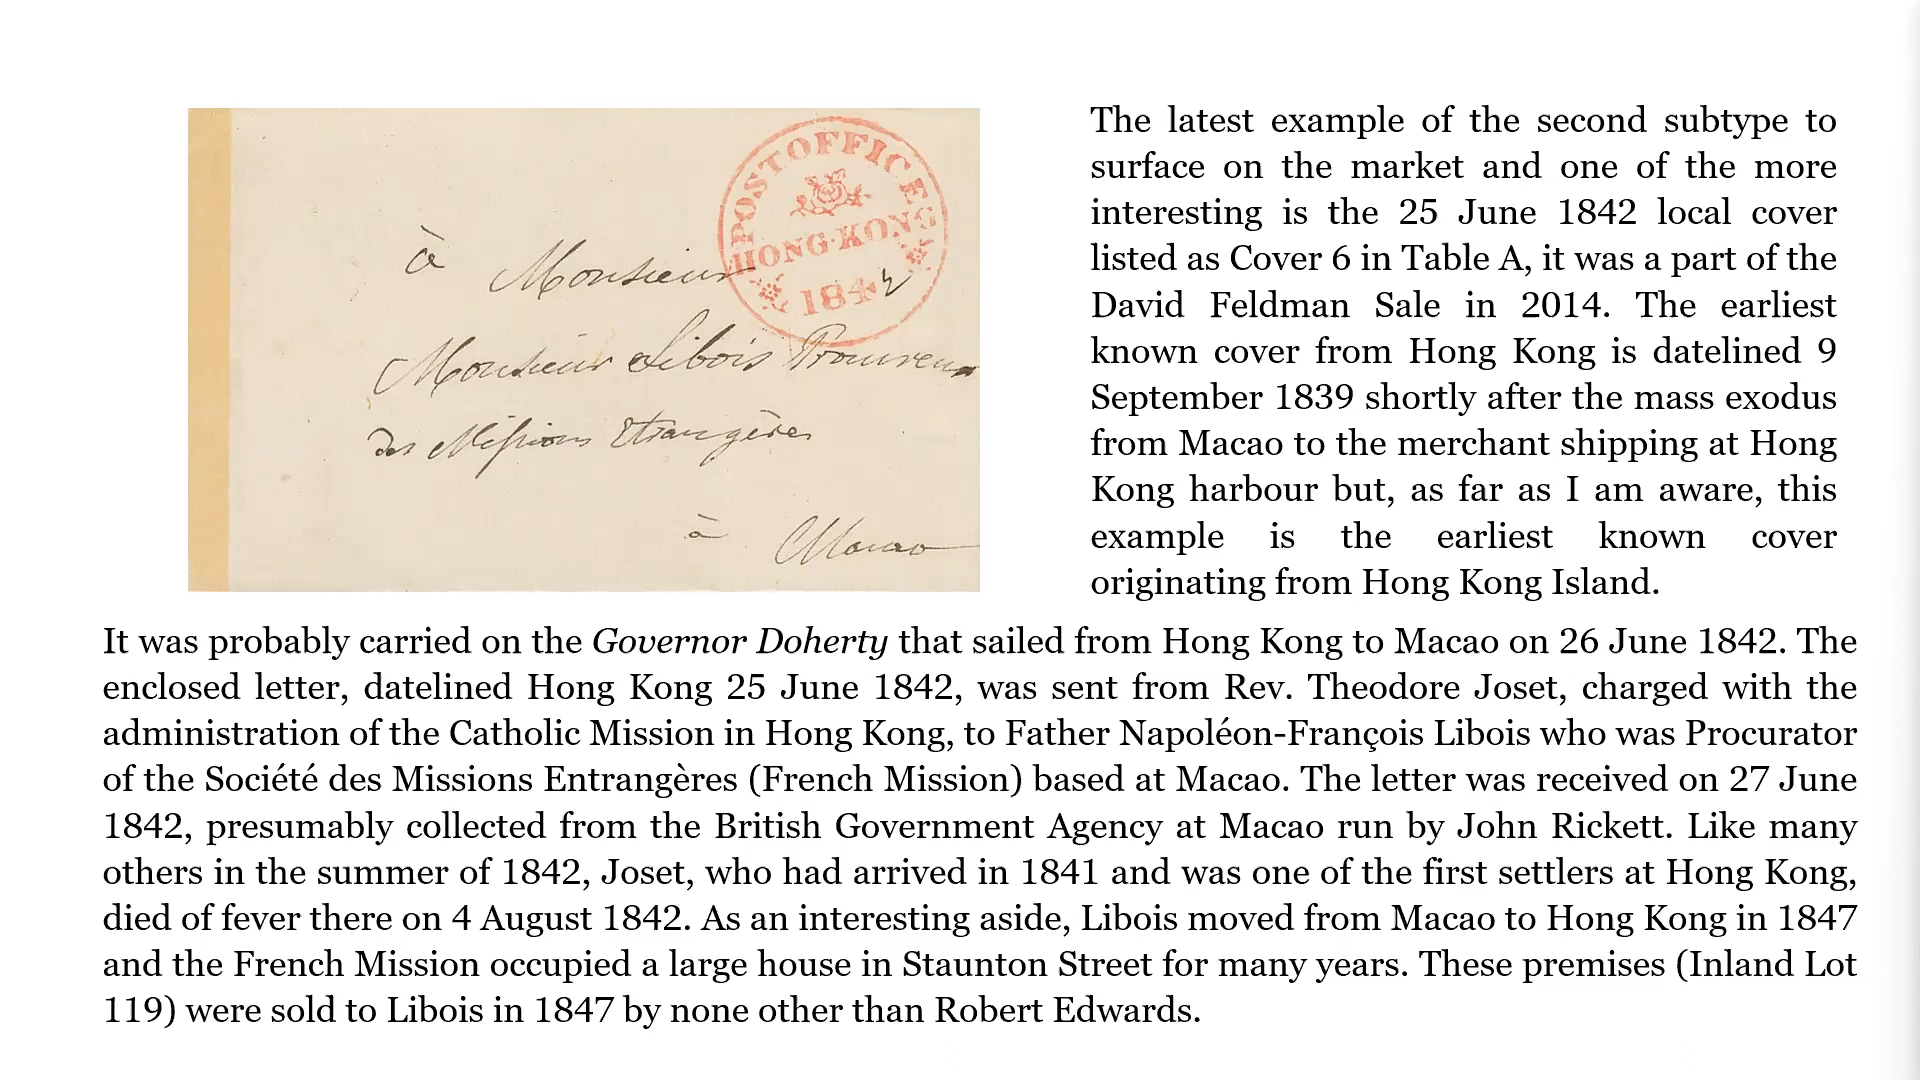 POST OFFICE
HONG·KONG
1842
à Monsieur
Monsieur Libois Procureur
des Missions Etrangères
à Macao
The latest example of the second subtype to
surface on the market and one of the more
interesting is the 25 June 1842 local cover
listed as Cover 6 in Table A, it was a part of the
David Feldman Sale in 2014. The earliest
known cover from Hong Kong is datelined 9
September 1839 shortly after the mass exodus
from Macao to the merchant shipping at Hong
Kong harbour but, as far as I am aware, this
example is the earliest known cover
originating from Hong Kong Island.
It was probably carried on the Governor Doherty that sailed from Hong Kong to Macao on 26 June 1842. The
enclosed letter, datelined Hong Kong 25 June 1842, was sent from Rev. Theodore Joset, charged with the
administration of the Catholic Mission in Hong Kong, to Father Napoléon-François Libois who was Procurator
of the Société des Missions Entrangères (French Mission) based at Macao. The letter was received on 27 June
1842, presumably collected from the British Government Agency at Macao run by John Rickett. Like many
others in the summer of 1842, Joset, who had arrived in 1841 and was one of the first settlers at Hong Kong,
died of fever there on 4 August 1842. As an interesting aside, Libois moved from Macao to Hong Kong in 1847
and the French Mission occupied a large house in Staunton Street for many years. These premises (Inland Lot
119) were sold to Libois in 1847 by none other than Robert Edwards.